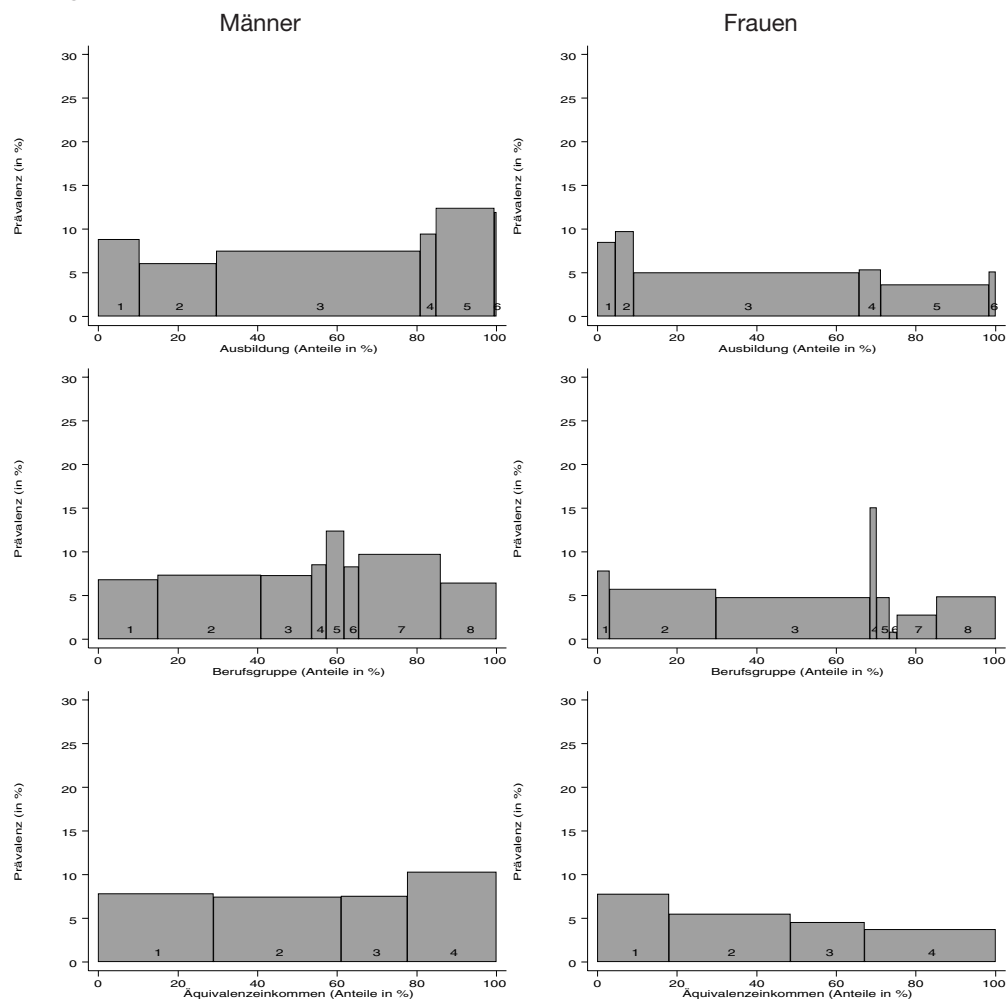 Männer
Frauen
30
25
20
15
10
5
0
Prävalenz (in %)
1 2 3 4 5 6
0 20 40 60 80 100
Ausbildung (Anteile in %)
30
25
20
15
10
5
0
Prävalenz (in %)
1 2 3 4 5 6
0 20 40 60 80 100
Ausbildung (Anteile in %)
30
25
20
15
10
5
0
Prävalenz (in %)
1 2 3 4 5 6 7 8
0 20 40 60 80 100
Berufsgruppe (Anteile in %)
30
25
20
15
10
5
0
Prävalenz (in %)
1 2 3 4 5 6 7 8
0 20 40 60 80 100
Berufsgruppe (Anteile in %)
30
25
20
15
10
5
0
Prävalenz (in %)
1 2 3 4
0 20 40 60 80 100
Äquivalenzeinkommen (Anteile in %)
30
25
20
15
10
5
0
Prävalenz (in %)
1 2 3 4
0 20 40 60 80 100
Äquivalenzeinkommen (Anteile in %)